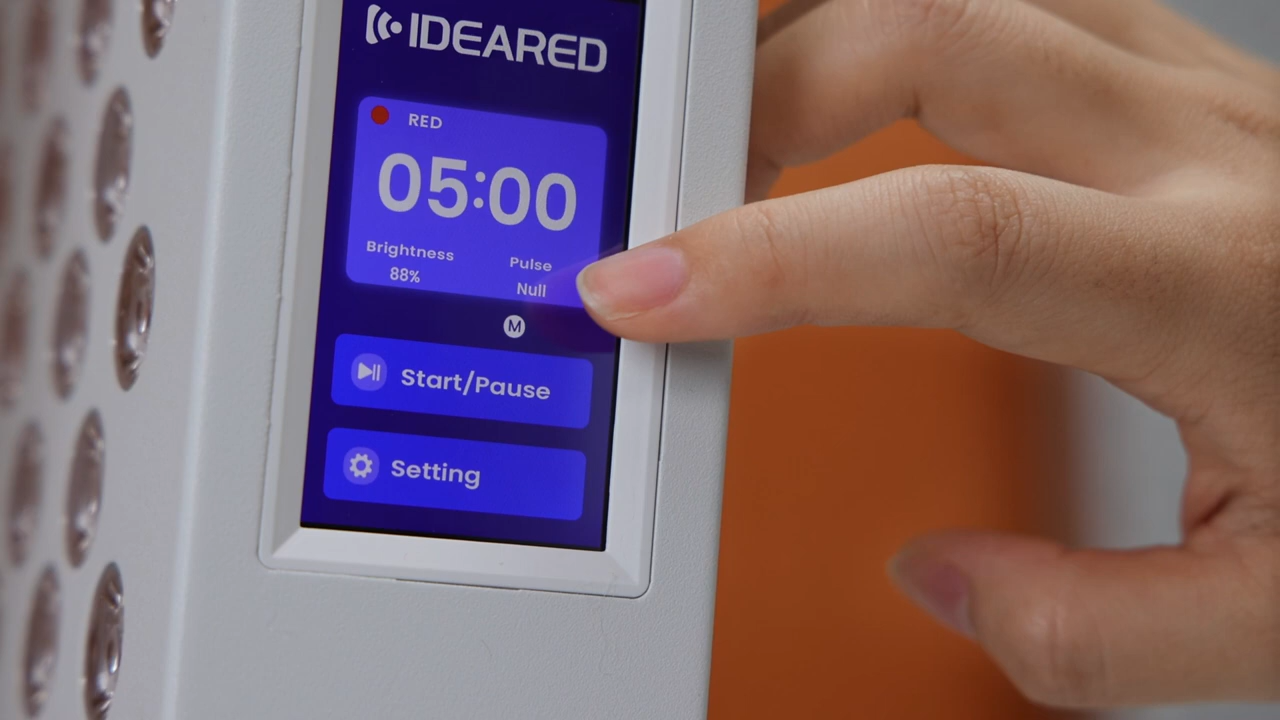 IDEARED
RED
05:00
Brightness
88%
Pulse
Null
M
Start/Pause
Setting